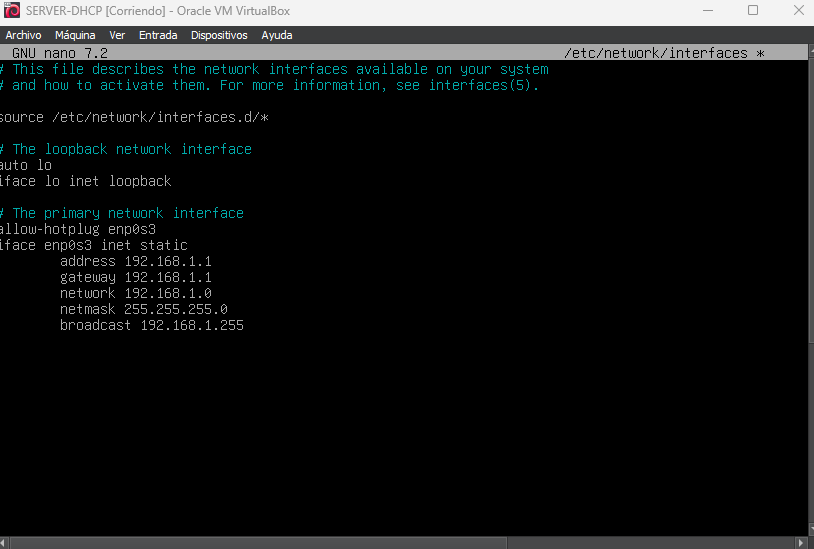 SERVER-DHCP [Corriendo] - Oracle VM VirtualBox
Archivo Máquina Ver Entrada Dispositivos Ayuda
GNU nano 7.2 /etc/network/interfaces *
# This file describes the network interfaces available on your system
# and how to activate them. For more information, see interfaces(5).
source /etc/network/interfaces.d/*
# The loopback network interface
auto lo
iface lo inet loopback
# The primary network interface
allow-hotplug enp0s3
iface enp0s3 inet static
address 192.168.1.1
gateway 192.168.1.1
network 192.168.1.0
netmask 255.255.255.0
broadcast 192.168.1.255